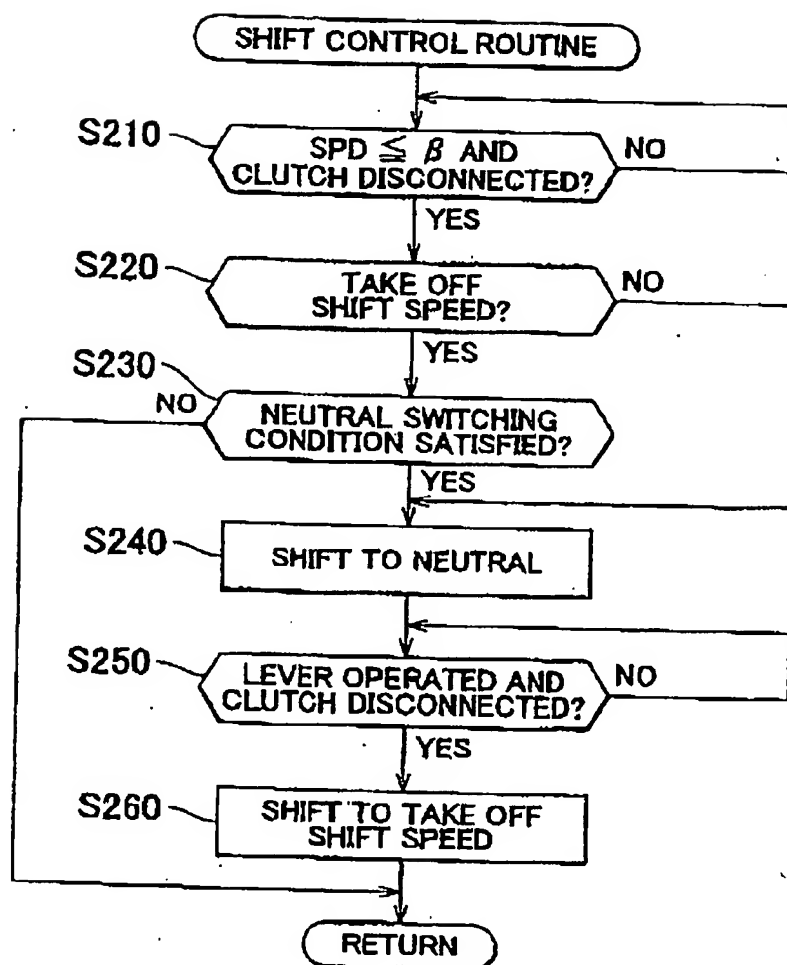 SHIFT CONTROL ROUTINE
S210
SPD ≦ β AND
CLUTCH DISCONNECTED?
NO
YES
S220
TAKE OFF
SHIFT SPEED?
NO
YES
S230
NO
NEUTRAL SWITCHING
CONDITION SATISFIED?
YES
S240
SHIFT TO NEUTRAL
S250
LEVER OPERATED AND
CLUTCH DISCONNECTED?
NO
YES
S260
SHIFT TO TAKE OFF
SHIFT SPEED
RETURN